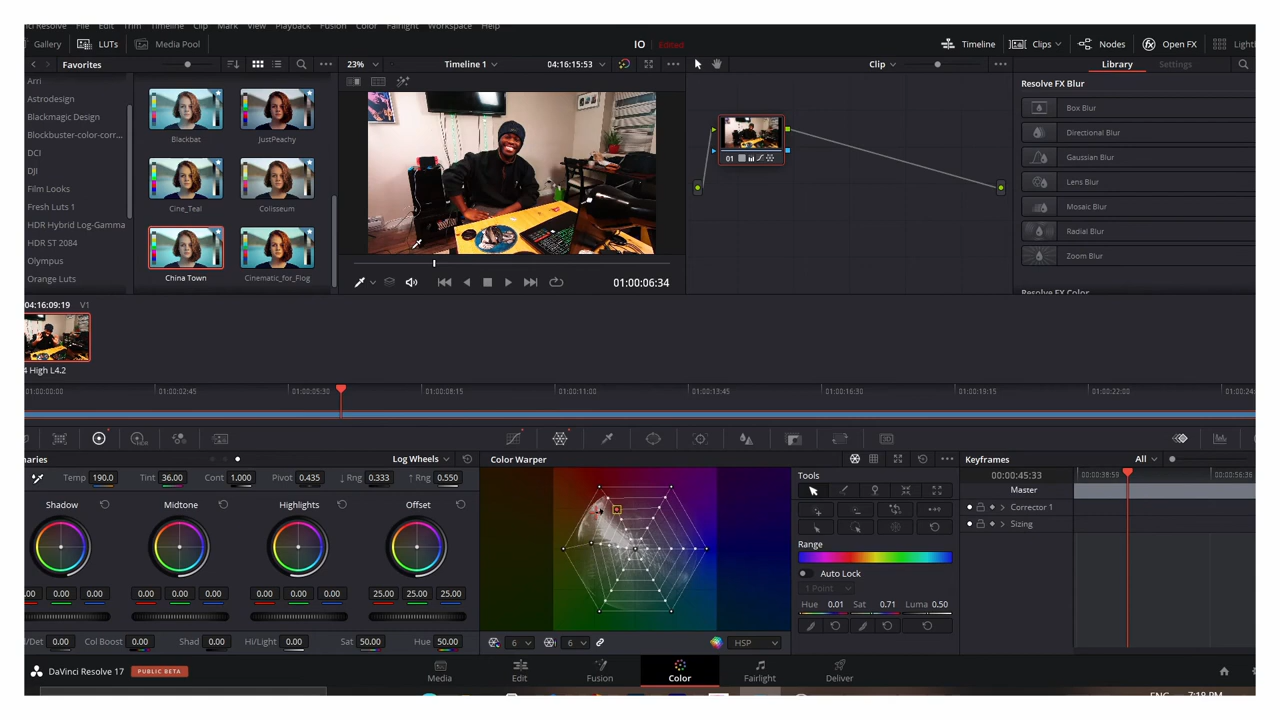 nci Resolve File Edit Trim Timeline Clip Mark View Playback Fusion Color Fairlight Workspace Help
Gallery LUTs Media Pool IO Edited Timeline Clips Nodes Open FX Light
Favorites 23% Timeline 1 04:16:15:53 Clip Library Settings
Arri
Astrodesign
Blackmagic Design
Blockbuster-color-corr...
DCI
DJI
Film Looks
Fresh Luts 1
HDR Hybrid Log-Gamma
HDR ST 2084
Olympus
Orange Luts
Blackbat JustPeachy
Cine_Teal Colisseum
China Town Cinematic_for_Flog
01:00:06:34
01
Resolve FX Blur
Box Blur
Directional Blur
Gaussian Blur
Lens Blur
Mosaic Blur
Radial Blur
Zoom Blur
Resolve FX Color
04:16:09:19 V1
4 High L4.2
01:00:00:00 01:00:02:45 01:00:05:30 01:00:08:15 01:00:11:00 01:00:13:45 01:00:16:30 01:00:19:15 01:00:22:00 01:00:24:
naries Log Wheels
Temp 190.0 Tint 36.00 Cont 1.000 Pivot 0.435 ↓ Rng 0.333 ↑ Rng 0.550
Shadow Midtone Highlights Offset
.00 0.00 0.00 0.00 0.00 0.00 0.00 0.00 0.00 25.00 25.00 25.00
/Det 0.00 Col Boost 0.00 Shad 0.00 Hi/Light 0.00 Sat 50.00 Hue 50.00
Color Warper
6 6 HSP
Tools
Range
Auto Lock
1 Point
Hue 0.01 Sat 0.71 Luma 0.50
Keyframes All
00:00:45:33 00:00:38:59 00:00:56:36
Master
Corrector 1
Sizing
DaVinci Resolve 17 PUBLIC BETA
Media Edit Fusion Color Fairlight Deliver
ENG 7:18 PM